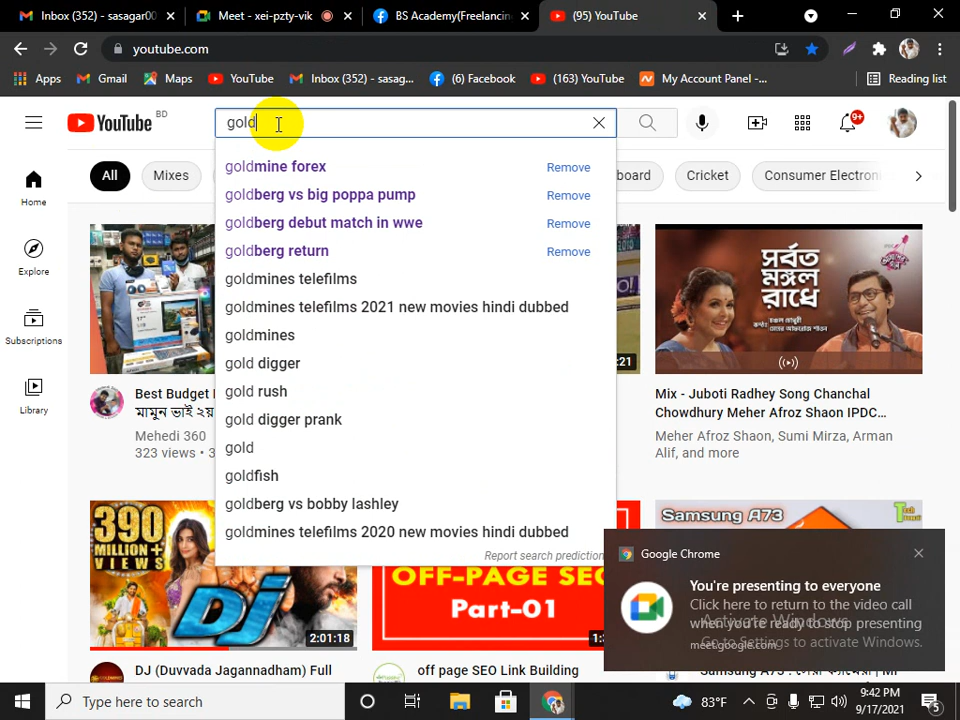 Inbox (352) - sasagar00
Meet - xei-pzty-vik
BS Academy(Freelancin
(95) YouTube
youtube.com
Apps
Gmail
Maps
YouTube
Inbox (352) - sasag...
(6) Facebook
(163) YouTube
My Account Panel -...
Reading list
YouTube BD
gold
9+
All
Mixes
board
Cricket
Consumer Electron
Home
Explore
Subscriptions
Library
goldmine forex Remove
goldberg vs big poppa pump Remove
goldberg debut match in wwe Remove
goldberg return Remove
goldmines telefilms
goldmines telefilms 2021 new movies hindi dubbed
goldmines
gold digger
gold rush
gold digger prank
gold
goldfish
goldberg vs bobby lashley
goldmines telefilms 2020 new movies hindi dubbed
Report search prediction
:21
সর্বত
মঙ্গল
রাধে
Best Budget
মামুন ভাই ২য়
Mehedi 360
323 views •
Mix - Juboti Radhey Song Chanchal
Chowdhury Meher Afroz Shaon IPDC...
Meher Afroz Shaon, Sumi Mirza, Arman
Alif, and more
390
MILLION+
VIEWS
DJ
2:01:18
OFF-PAGE SEO
Part-01
Samsung A73
DJ (Duvvada Jagannadham) Full
off page SEO Link Building
Google Chrome
You're presenting to everyone
Click here to return to the video call
when you're ready to stop presenting
meet.google.com
Activate Windows
Go to Settings to activate Windows.
Type here to search
83°F
9:42 PM
9/17/2021
5